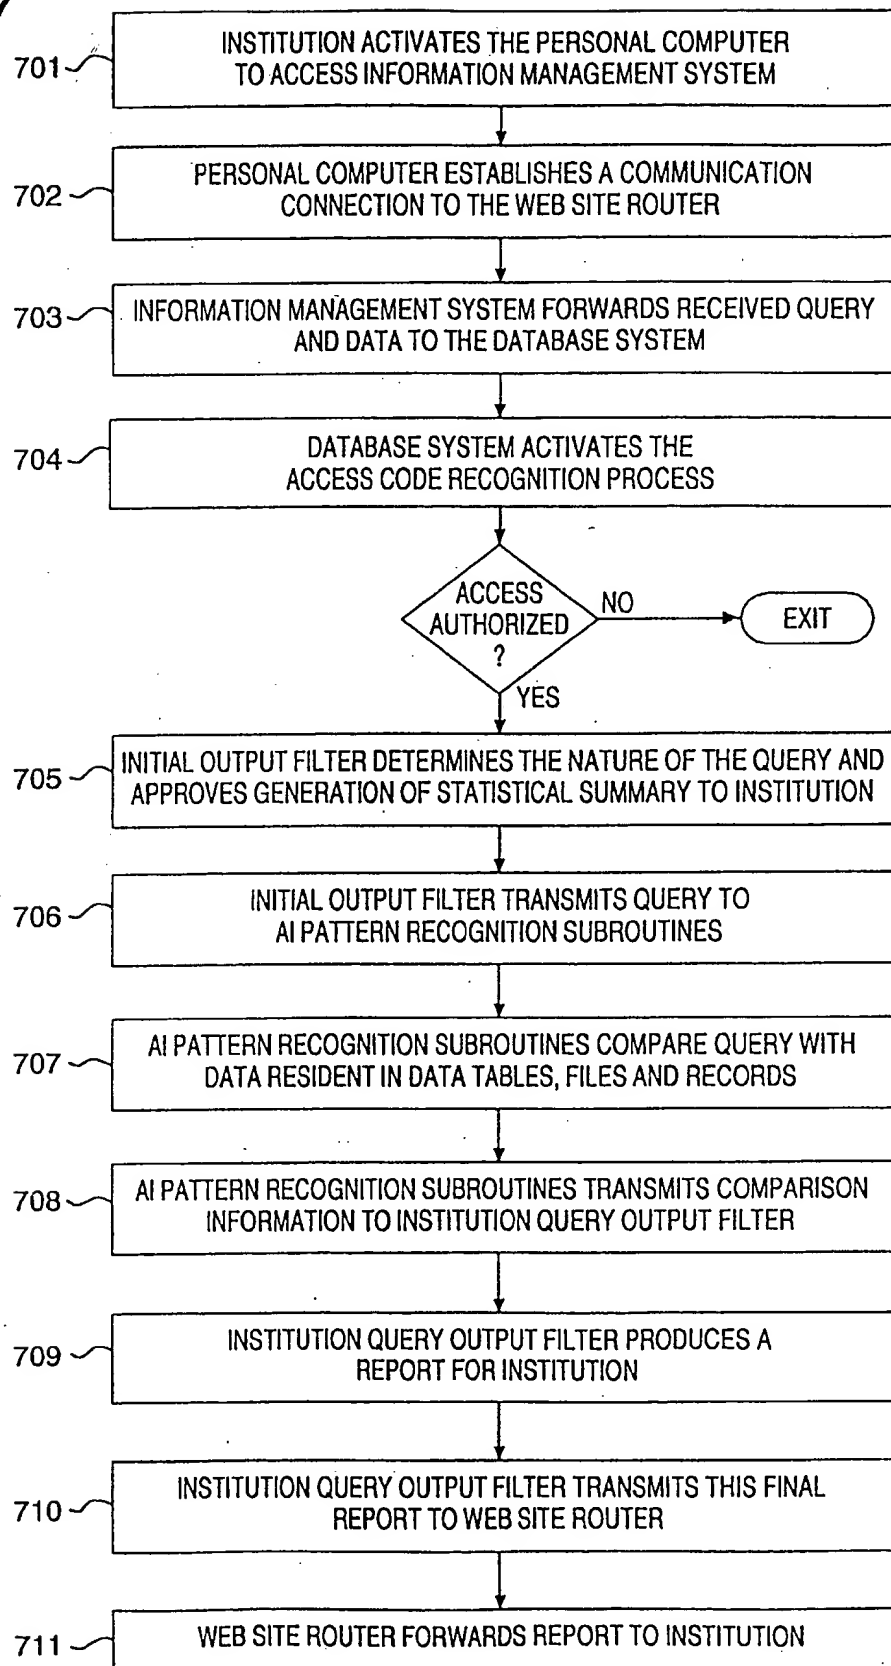 701
INSTITUTION ACTIVATES THE PERSONAL COMPUTER
TO ACCESS INFORMATION MANAGEMENT SYSTEM
702
PERSONAL COMPUTER ESTABLISHES A COMMUNICATION
CONNECTION TO THE WEB SITE ROUTER
703
INFORMATION MANAGEMENT SYSTEM FORWARDS RECEIVED QUERY
AND DATA TO THE DATABASE SYSTEM
704
DATABASE SYSTEM ACTIVATES THE
ACCESS CODE RECOGNITION PROCESS
ACCESS
AUTHORIZED
?
NO
EXIT
YES
705
INITIAL OUTPUT FILTER DETERMINES THE NATURE OF THE QUERY AND
APPROVES GENERATION OF STATISTICAL SUMMARY TO INSTITUTION
706
INITIAL OUTPUT FILTER TRANSMITS QUERY TO
AI PATTERN RECOGNITION SUBROUTINES
707
AI PATTERN RECOGNITION SUBROUTINES COMPARE QUERY WITH
DATA RESIDENT IN DATA TABLES, FILES AND RECORDS
708
AI PATTERN RECOGNITION SUBROUTINES TRANSMITS COMPARISON
INFORMATION TO INSTITUTION QUERY OUTPUT FILTER
709
INSTITUTION QUERY OUTPUT FILTER PRODUCES A
REPORT FOR INSTITUTION
710
INSTITUTION QUERY OUTPUT FILTER TRANSMITS THIS FINAL
REPORT TO WEB SITE ROUTER
711
WEB SITE ROUTER FORWARDS REPORT TO INSTITUTION